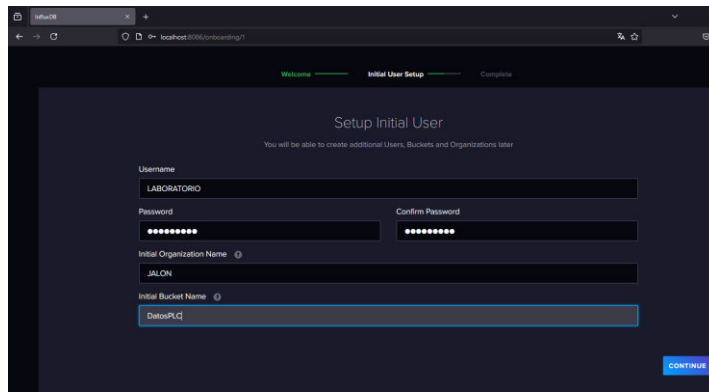 InfluxDB
localhost:8086/onboarding/1
Welcome
Initial User Setup
Complete
Setup Initial User
You will be able to create additional Users, Buckets and Organizations later
Username
LABORATORIO
Password
Confirm Password
Initial Organization Name
JALON
Initial Bucket Name
DatosPLC
CONTINUE